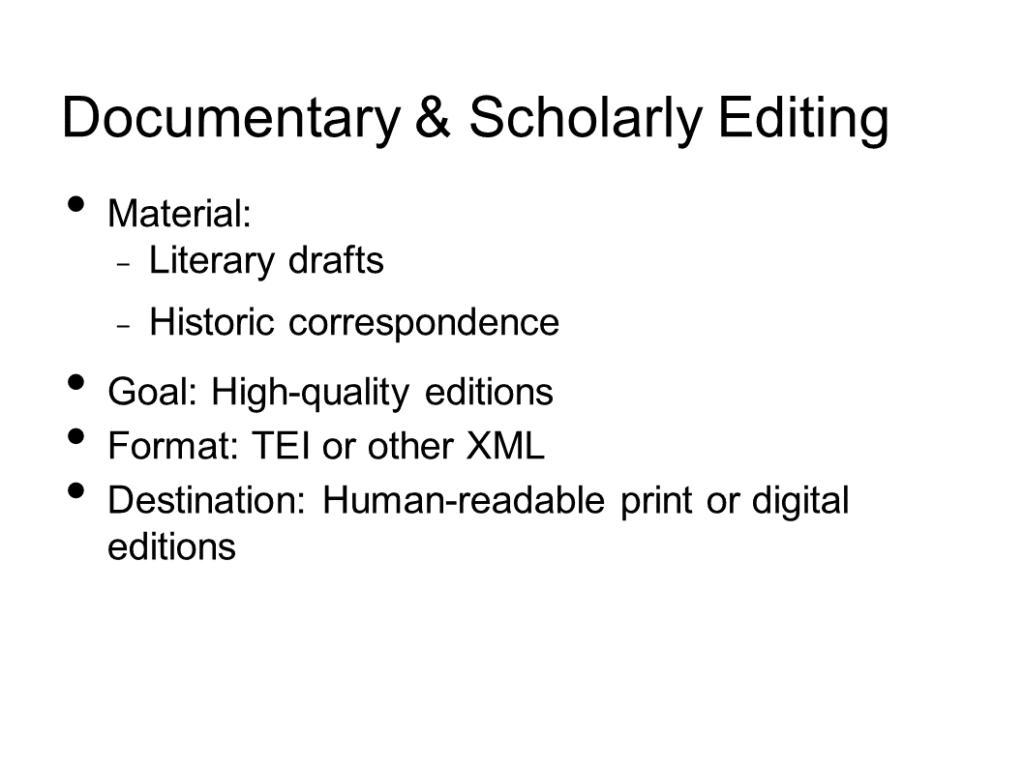 Documentary & Scholarly Editing
• Material:
– Literary drafts
– Historic correspondence
• Goal: High-quality editions
• Format: TEI or other XML
• Destination: Human-readable print or digital
editions